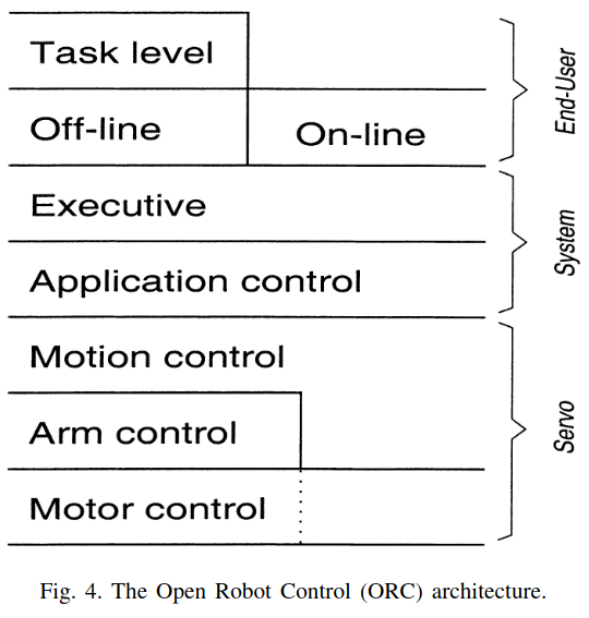 Task level
Off-line
On-line
Executive
Application control
Motion control
Arm control
Motor control
End-User
System
Servo
Fig. 4. The Open Robot Control (ORC) architecture.